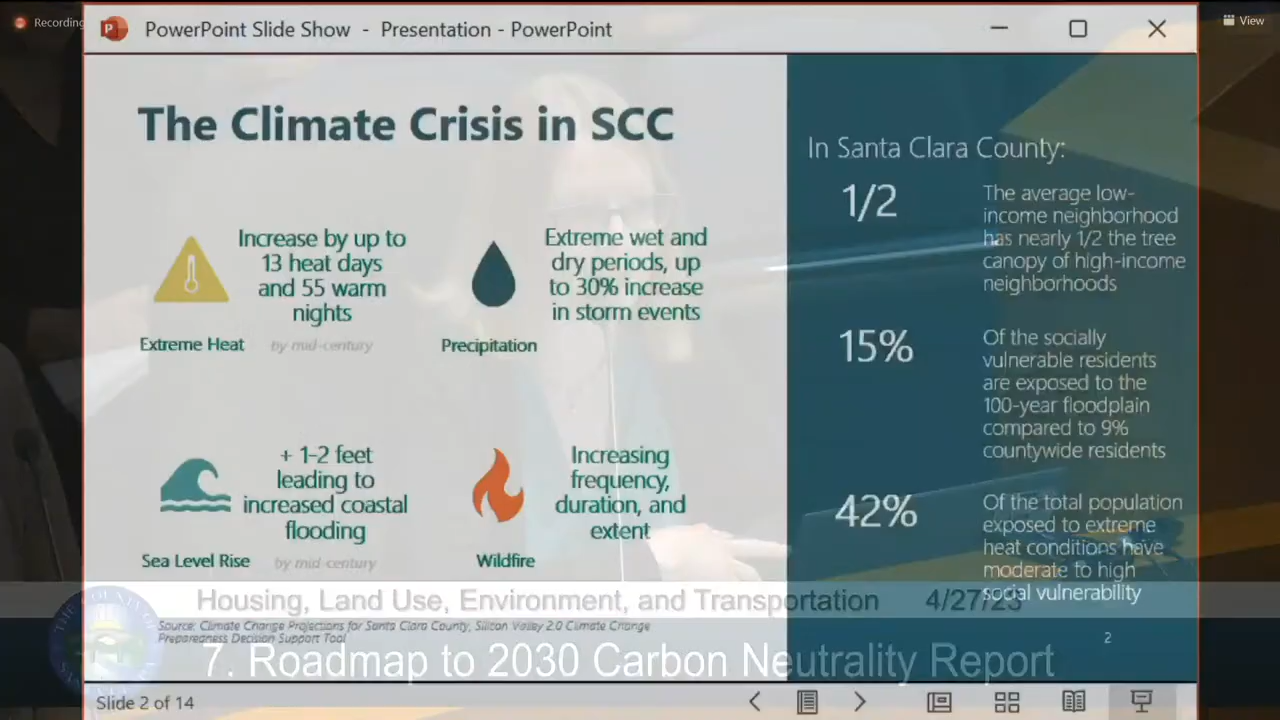 Recording
View
PowerPoint Slide Show - Presentation - PowerPoint
The Climate Crisis in SCC
Increase by up to
13 heat days
and 55 warm
nights
Extreme Heat
by mid-century
Extreme wet and
dry periods, up
to 30% increase
in storm events
Precipitation
+ 1-2 feet
leading to
increased coastal
flooding
Sea Level Rise
by mid-century
Increasing
frequency,
duration, and
extent
Wildfire
In Santa Clara County:
1/2
The average low-
income neighborhood
has nearly 1/2 the tree
canopy of high-income
neighborhoods
15%
Of the socially
vulnerable residents
are exposed to the
100-year floodplain
compared to 9%
countywide residents
42%
Of the total population
exposed to extreme
heat conditions have
moderate to high
social vulnerability
Housing, Land Use, Environment, and Transportation 4/27/23
Source: Climate Change Projections for Santa Clara County, Silicon Valley 2.0 Climate Change
Preparedness Decision Support Tool
2
7. Roadmap to 2030 Carbon Neutrality Report
Slide 2 of 14